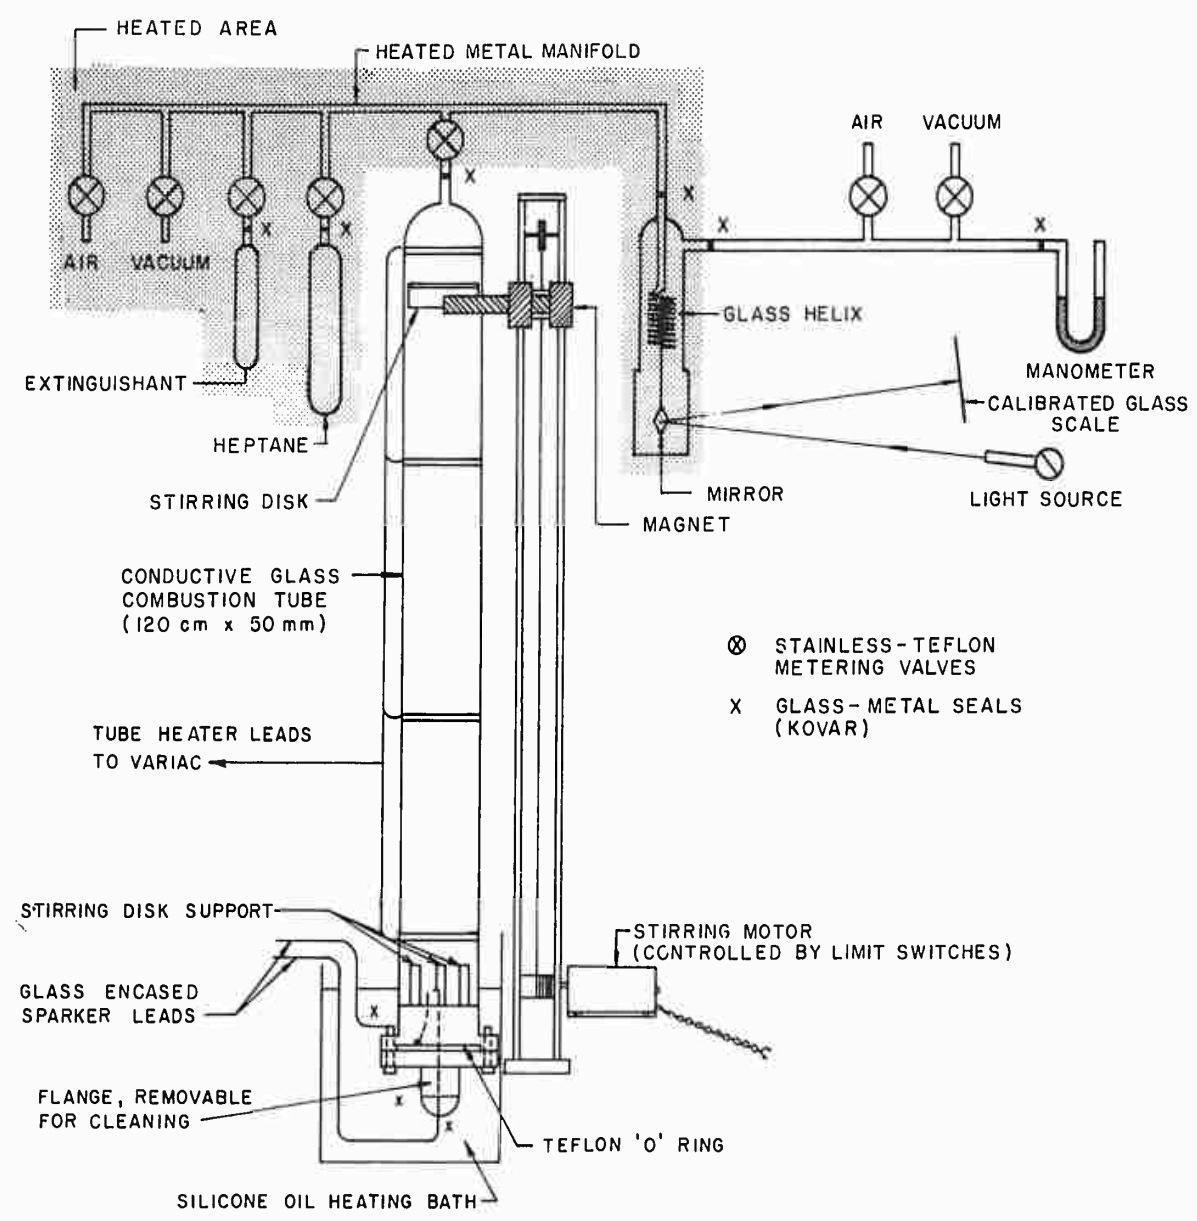 HEATED AREA
HEATED METAL MANIFOLD
AIR VACUUM
X
X
X
X
X
X
AIR VACUUM
GLASS HELIX
EXTINGUISHANT
MANOMETER
CALIBRATED GLASS
SCALE
HEPTANE
STIRRING DISK
MIRROR
LIGHT SOURCE
MAGNET
CONDUCTIVE GLASS
COMBUSTION TUBE
(120 cm x 50 mm)
STAINLESS-TEFLON
METERING VALVES
X GLASS-METAL SEALS
(KOVAR)
TUBE HEATER LEADS
TO VARIAC
STIRRING DISK SUPPORT
STIRRING MOTOR
(CONTROLLED BY LIMIT SWITCHES)
GLASS ENCASED
SPARKER LEADS
X
FLANGE, REMOVABLE
FOR CLEANING
X
X
TEFLON 'O' RING
SILICONE OIL HEATING BATH